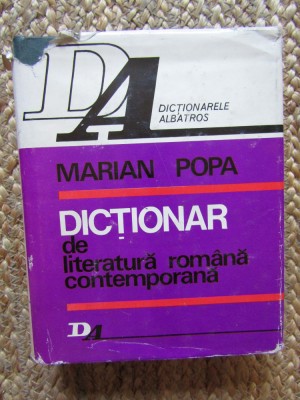 DA
DICȚIONARELE
ALBATROS
MARIAN POPA
DICȚIONAR
de
literatură română
contemporană
DA